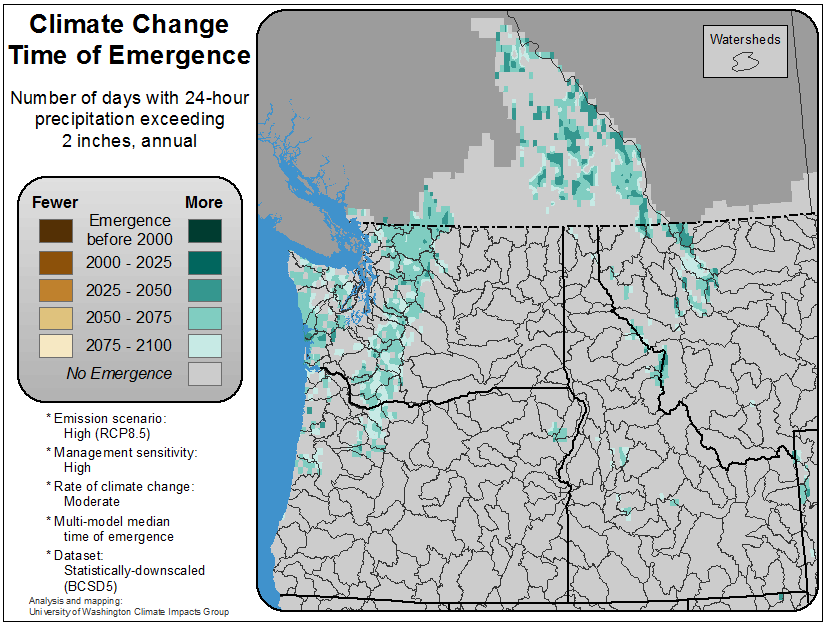 Climate Change
Time of Emergence
Number of days with 24-hour
precipitation exceeding
2 inches, annual
Fewer More
Emergence
before 2000
2000 - 2025
2025 - 2050
2050 - 2075
2075 - 2100
No Emergence
* Emission scenario:
High (RCP8.5)
* Management sensitivity:
High
* Rate of climate change:
Moderate
* Multi-model median
time of emergence
* Dataset:
Statistically-downscaled
(BCSD5)
Analysis and mapping:
University of Washington Climate Impacts Group
Watersheds